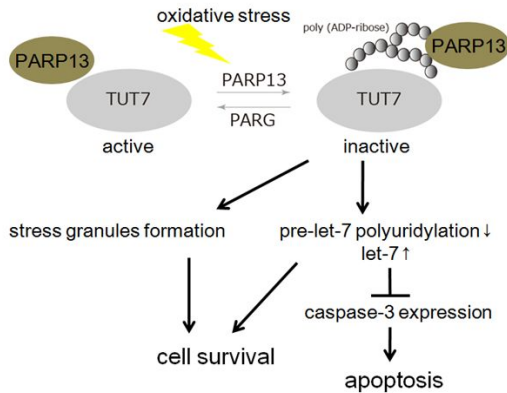 oxidative stress
poly (ADP-ribose)
PARP13
PARP13
TUT7
PARP13
PARG
TUT7
active
inactive
stress granules formation
pre-let-7 polyuridylation↓
let-7↑
caspase-3 expression
cell survival
apoptosis